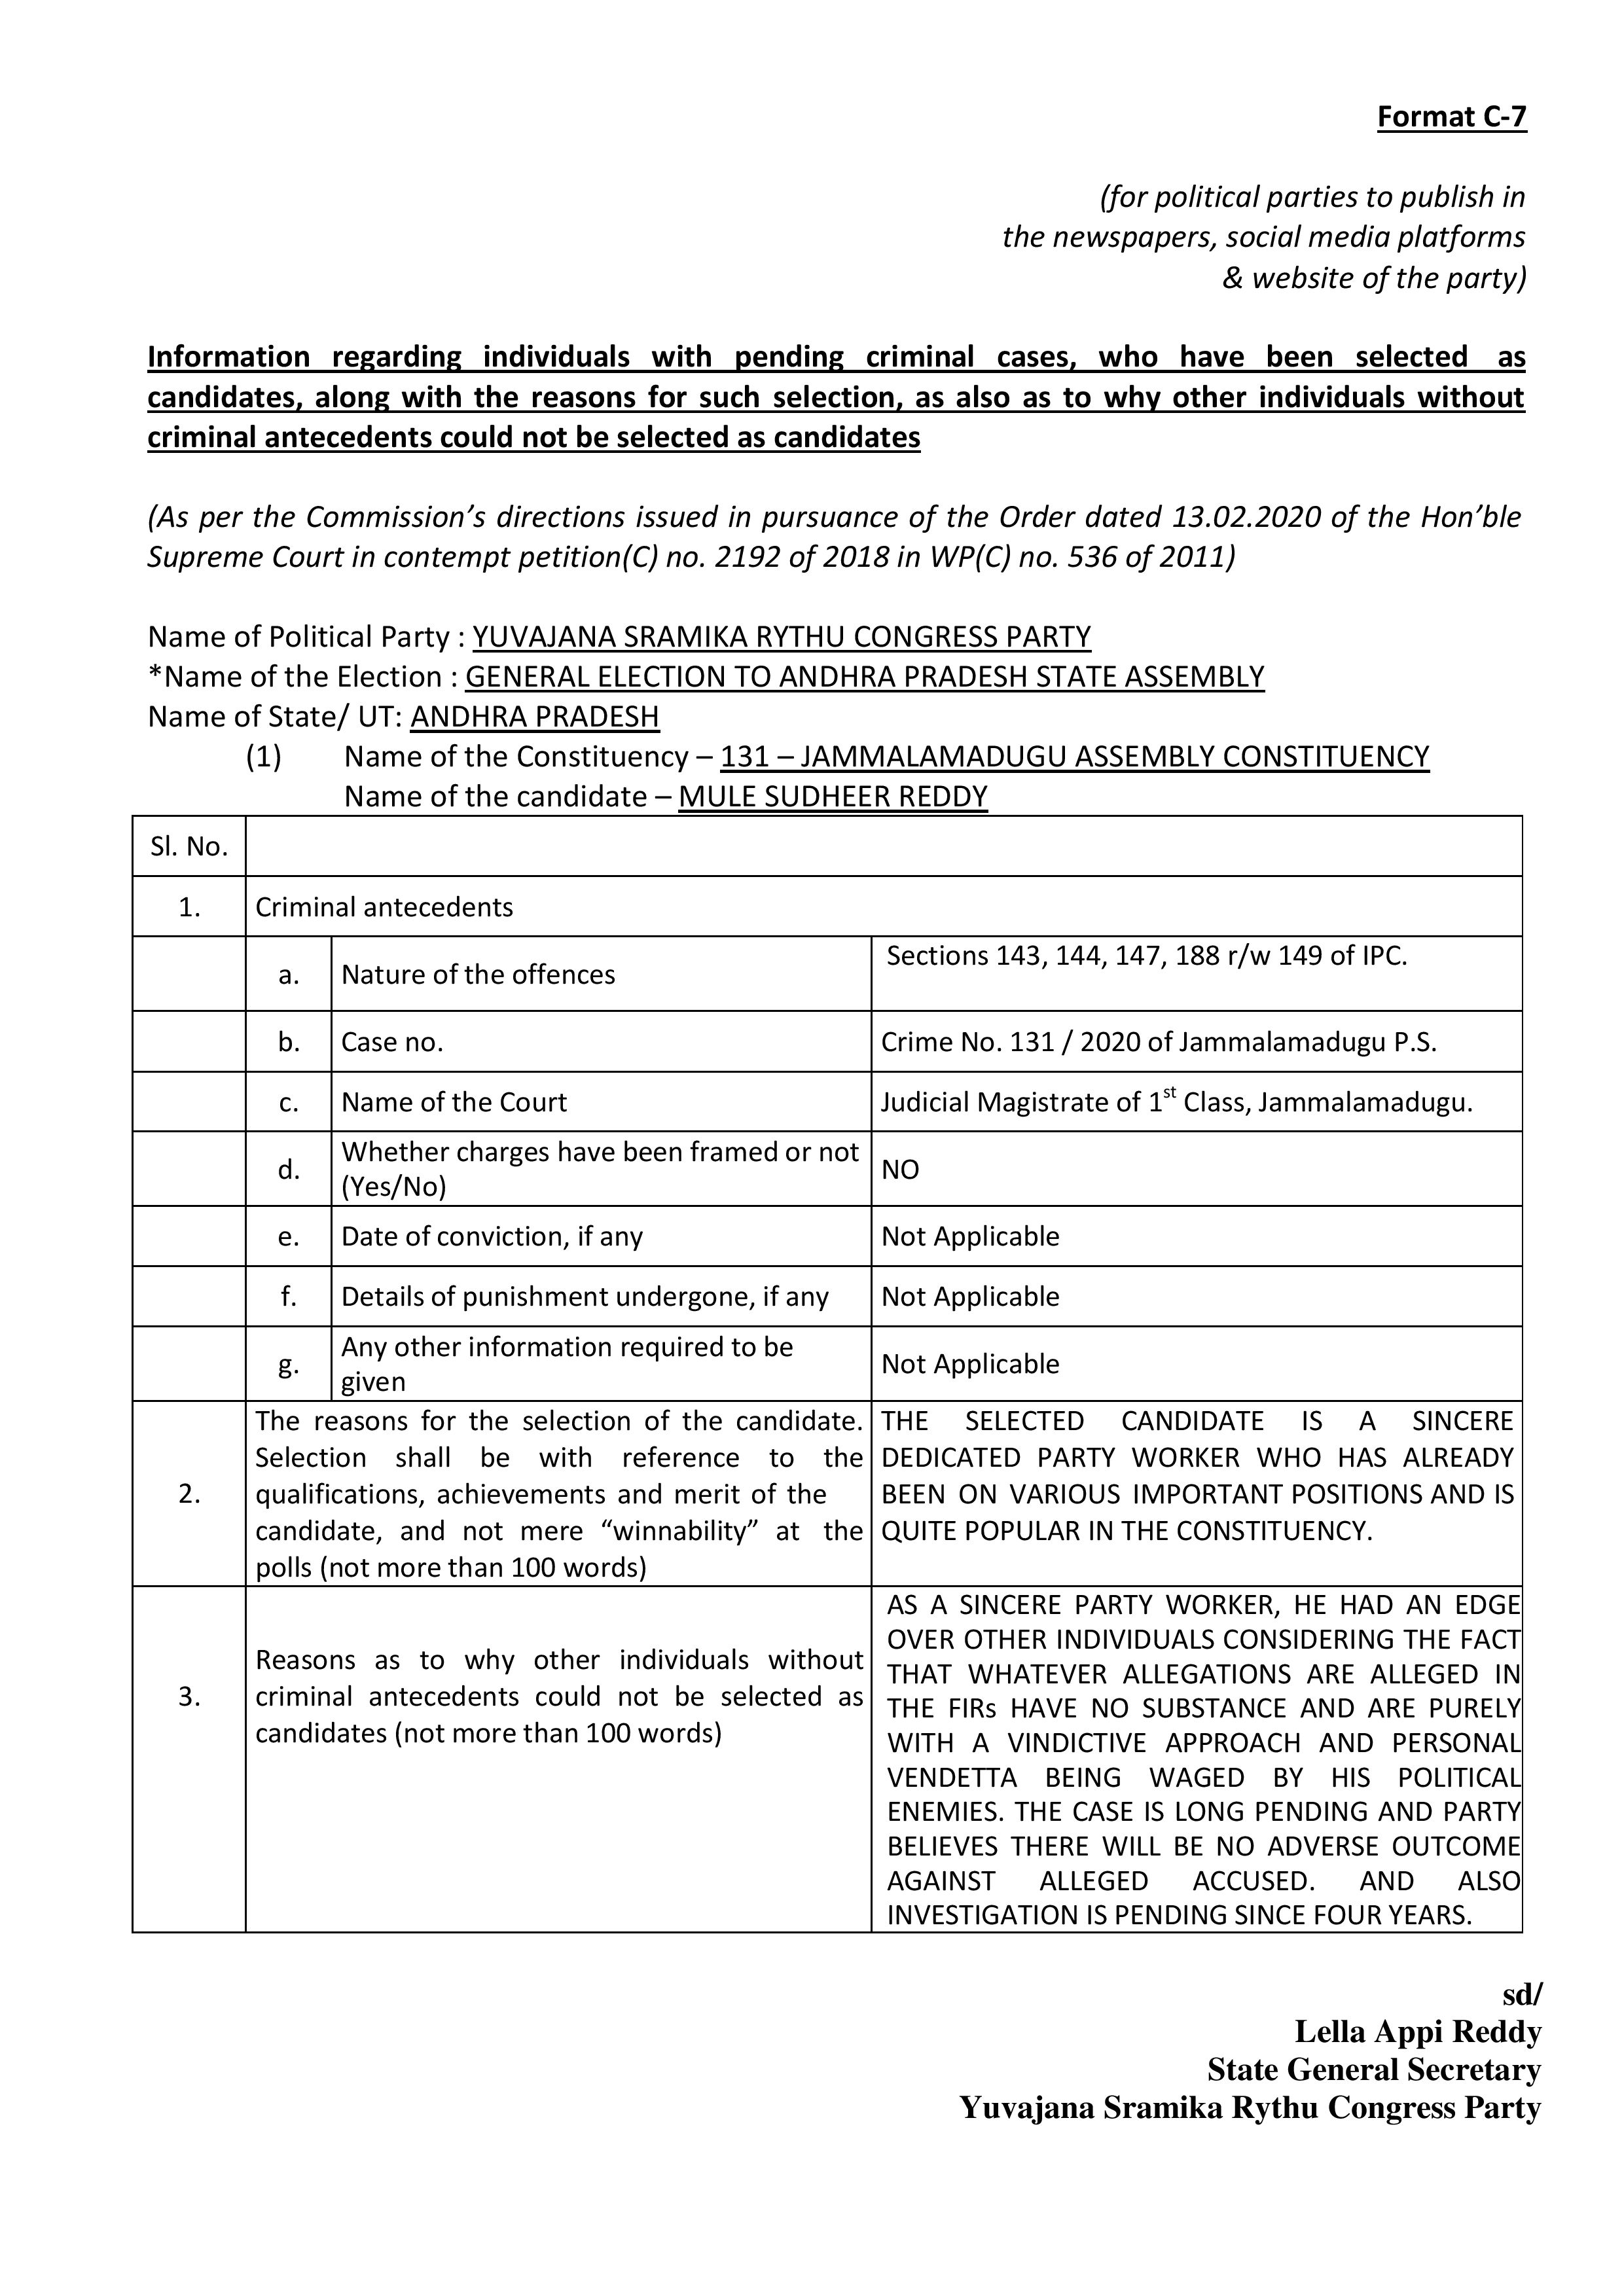 Format C-7
(for political parties to publish in
the newspapers, social media platforms
& website of the party)
Information regarding individuals with pending criminal cases, who have been selected as
candidates, along with the reasons for such selection, as also as to why other individuals without
criminal antecedents could not be selected as candidates
(As per the Commission’s directions issued in pursuance of the Order dated 13.02.2020 of the Hon’ble
Supreme Court in contempt petition(C) no. 2192 of 2018 in WP(C) no. 536 of 2011)
Name of Political Party : YUVAJANA SRAMIKA RYTHU CONGRESS PARTY
*Name of the Election : GENERAL ELECTION TO ANDHRA PRADESH STATE ASSEMBLY
Name of State/ UT: ANDHRA PRADESH
(1) Name of the Constituency – 131 – JAMMALAMADUGU ASSEMBLY CONSTITUENCY
Name of the candidate – MULE SUDHEER REDDY
Sl. No.
1. Criminal antecedents
a. Nature of the offences Sections 143, 144, 147, 188 r/w 149 of IPC.
b. Case no. Crime No. 131 / 2020 of Jammalamadugu P.S.
c. Name of the Court Judicial Magistrate of 1st Class, Jammalamadugu.
d. Whether charges have been framed or not
(Yes/No)
NO
e. Date of conviction, if any Not Applicable
f. Details of punishment undergone, if any Not Applicable
g. Any other information required to be
given
Not Applicable
2.
The reasons for the selection of the candidate.
Selection shall be with reference to the
qualifications, achievements and merit of the
candidate, and not mere “winnability” at the
polls (not more than 100 words)
THE SELECTED CANDIDATE IS A SINCERE
DEDICATED PARTY WORKER WHO HAS ALREADY
BEEN ON VARIOUS IMPORTANT POSITIONS AND IS
QUITE POPULAR IN THE CONSTITUENCY.
3.
Reasons as to why other individuals without
criminal antecedents could not be selected as
candidates (not more than 100 words)
AS A SINCERE PARTY WORKER, HE HAD AN EDGE
OVER OTHER INDIVIDUALS CONSIDERING THE FACT
THAT WHATEVER ALLEGATIONS ARE ALLEGED IN
THE FIRs HAVE NO SUBSTANCE AND ARE PURELY
WITH A VINDICTIVE APPROACH AND PERSONAL
VENDETTA BEING WAGED BY HIS POLITICAL
ENEMIES. THE CASE IS LONG PENDING AND PARTY
BELIEVES THERE WILL BE NO ADVERSE OUTCOME
AGAINST ALLEGED ACCUSED. AND ALSO
INVESTIGATION IS PENDING SINCE FOUR YEARS.
sd/
Lella Appi Reddy
State General Secretary
Yuvajana Sramika Rythu Congress Party